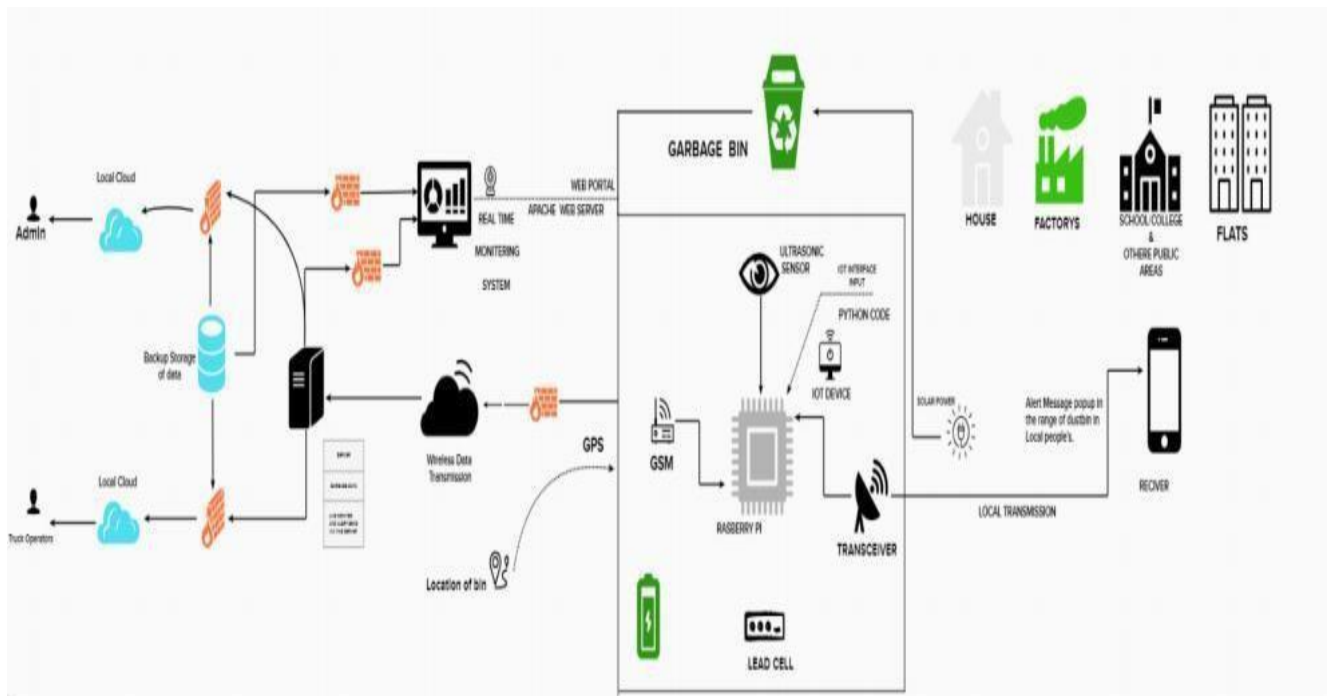 GARBAGE BIN
HOUSE
FACTORYS
SCHOOL/COLLEGE
&
OTHERE PUBLIC
AREAS
FLATS
Local Cloud
Admin
WEB PORTAL
APACHE WEB SERVER
REAL TIME
MONITERING
SYSTEM
ULTRASONIC
SENSOR
IOT INTERFACE
INPUT
PYTHON CODE
IOT DEVICE
Backup Storage
of data
Wireless Data
Transmission
GPS
GSM
RASBERRY PI
SOLAR POWER
Alert Message popup in
the range of dustbin in
Local people's.
RECIVER
LOCAL TRANSMISSION
TRANSCEIVER
Local Cloud
Truck Operators
Location of bin
LEAD CELL